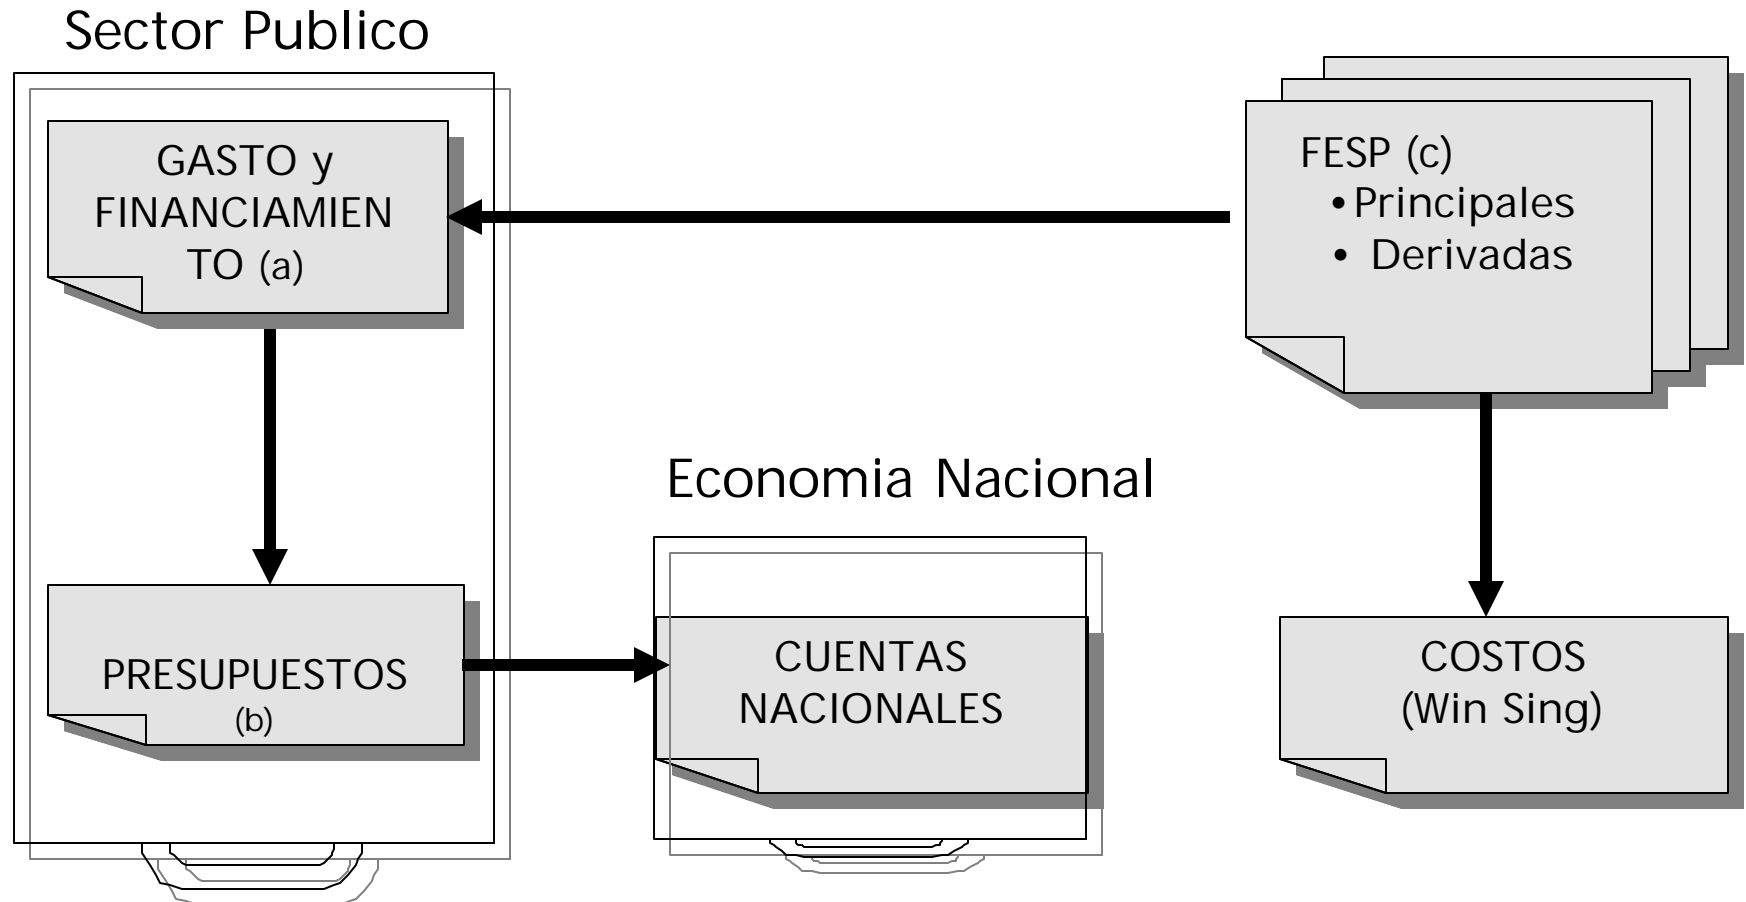 Sector Publico
GASTO y
FINANCIAMIEN
TO (a)
FESP (c)
•Principales
• Derivadas
Economia Nacional
PRESUPUESTOS
(b)
CUENTAS
NACIONALES
COSTOS
(Win Sing)